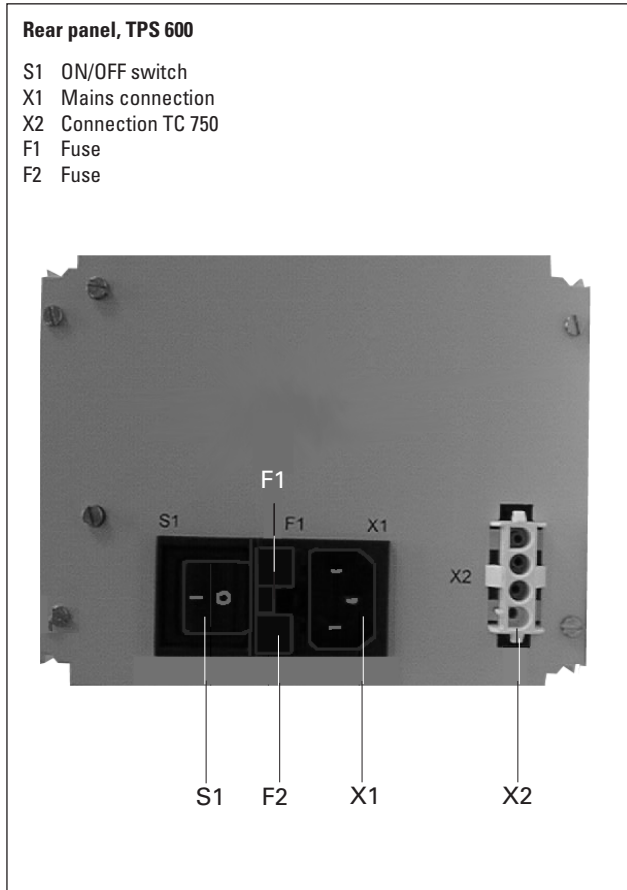 Rear panel, TPS 600
S1 ON/OFF switch
X1 Mains connection
X2 Connection TC 750
F1 Fuse
F2 Fuse
F1
S1 F1 X1
X2
S1 F2 X1 X2